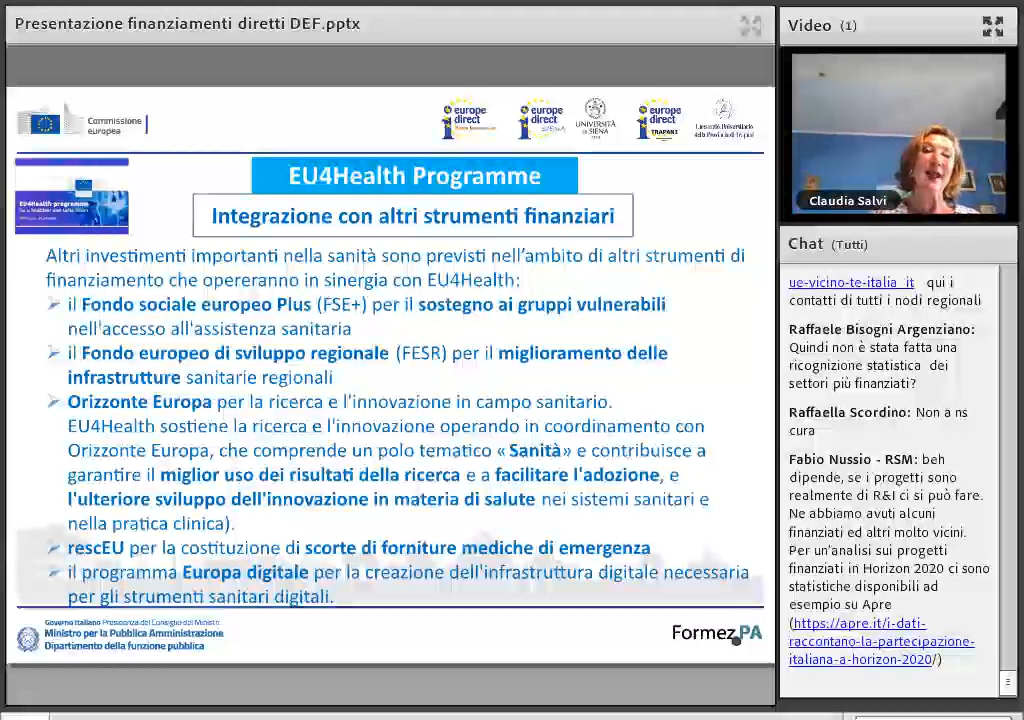 Presentazione finanziamenti diretti DEF.pptx
Commissione
europea
europe
direct
europe
direct
SIENA
UNIVERSITÀ
DI SIENA
europe
direct
TRAPANI
EU4Health Programme
EU4Health programme
Integrazione con altri strumenti finanziari
Altri investimenti importanti nella sanità sono previsti nell'ambito di altri strumenti di
finanziamento che opereranno in sinergia con EU4Health:
➢ il Fondo sociale europeo Plus (FSE+) per il sostegno ai gruppi vulnerabili
nell'accesso all'assistenza sanitaria
➢ il Fondo europeo di sviluppo regionale (FESR) per il miglioramento delle
infrastrutture sanitarie regionali
➢ Orizzonte Europa per la ricerca e l'innovazione in campo sanitario.
EU4Health sostiene la ricerca e l'innovazione operando in coordinamento con
Orizzonte Europa, che comprende un polo tematico «Sanità» e contribuisce a
garantire il miglior uso dei risultati della ricerca e a facilitare l'adozione, e
l'ulteriore sviluppo dell'innovazione in materia di salute nei sistemi sanitari e
nella pratica clinica).
➢ rescEU per la costituzione di scorte di forniture mediche di emergenza
➢ il programma Europa digitale per la creazione dell'infrastruttura digitale necessaria
per gli strumenti sanitari digitali.
Governo Italiano Presidenza del Consiglio dei Ministri
Ministro per la Pubblica Amministrazione
Dipartimento della funzione pubblica
Formez PA
Video (1)
Claudia Salvi
Chat (Tutti)
ue-vicino-te-italia_it qui i
contatti di tutti i nodi regionali
Raffaele Bisogni Argenziano:
Quindi non è stata fatta una
ricognizione statistica dei
settori più finanziati?
Raffaella Scordino: Non a ns
cura
Fabio Nussio - RSM: beh
dipende, se i progetti sono
realmente di R&I ci si può fare.
Ne abbiamo avuti alcuni
finanziati ed altri molto vicini.
Per un'analisi sui progetti
finanziati in Horizon 2020 ci sono
statistiche disponibili ad
esempio su Apre
(https://apre.it/i-dati-
raccontano-la-partecipazione-
italiana-a-horizon-2020/)